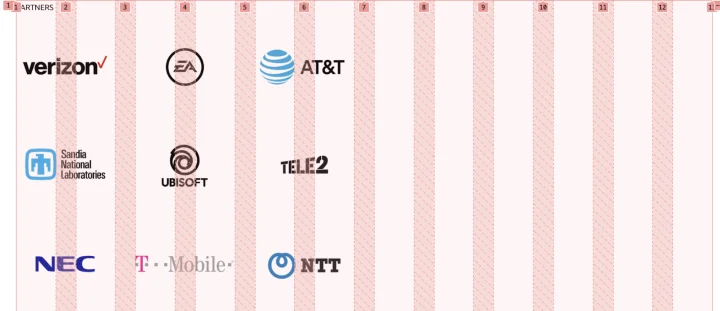 1 1 2 3 4 5 6 7 8 9 10 11 12
ARTNERS
verizon✓
EA
AT&T
Sandia
National
Laboratories
UBISOFT
TELE2
NEC
T··Mobile·
NTT